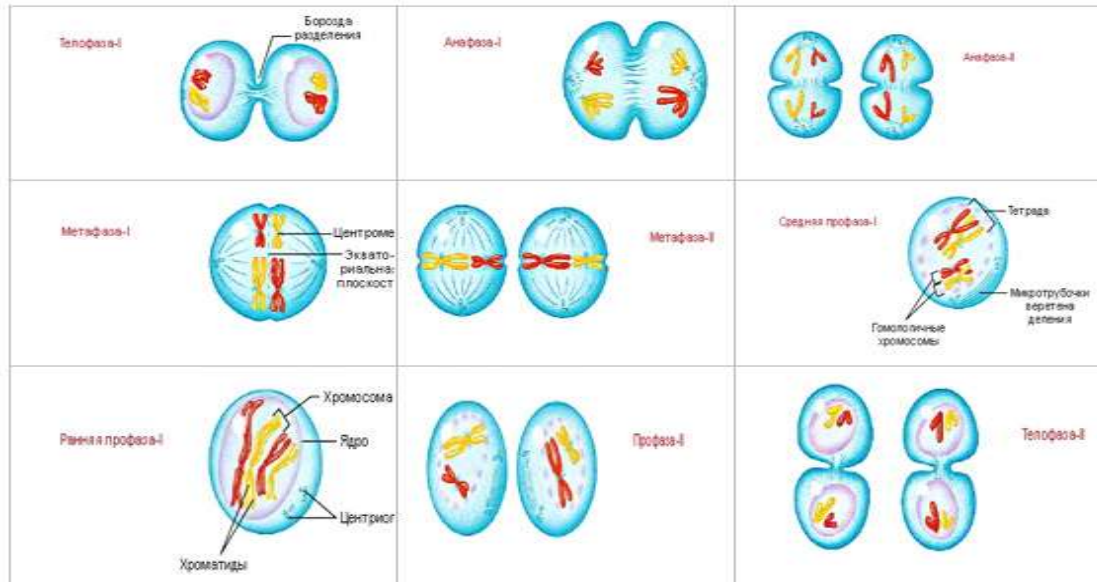 Телофаза-I
Борозда
разделения
Анафаза-I
Анафаза-II
Метафаза-I
Центроме
Эквато-
риальна:
плоскост
Метафаза-II
Средняя профаза-I
Тетрада
Микротрубочки
веретена
деления
Гомологичные
хромосомы
Ранняя профаза-I
Хромосома
Ядро
Центриог
Хроматиды
Профаза-II
Телофаза-II